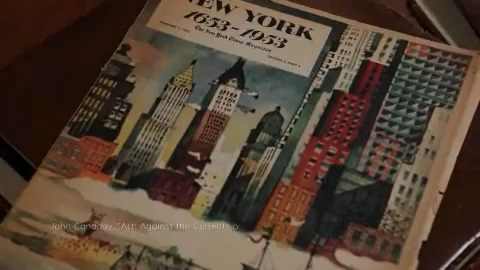 NEW YORK
1653-1953
The New York Times Magazine
John Canaday, "Art: Against the Current